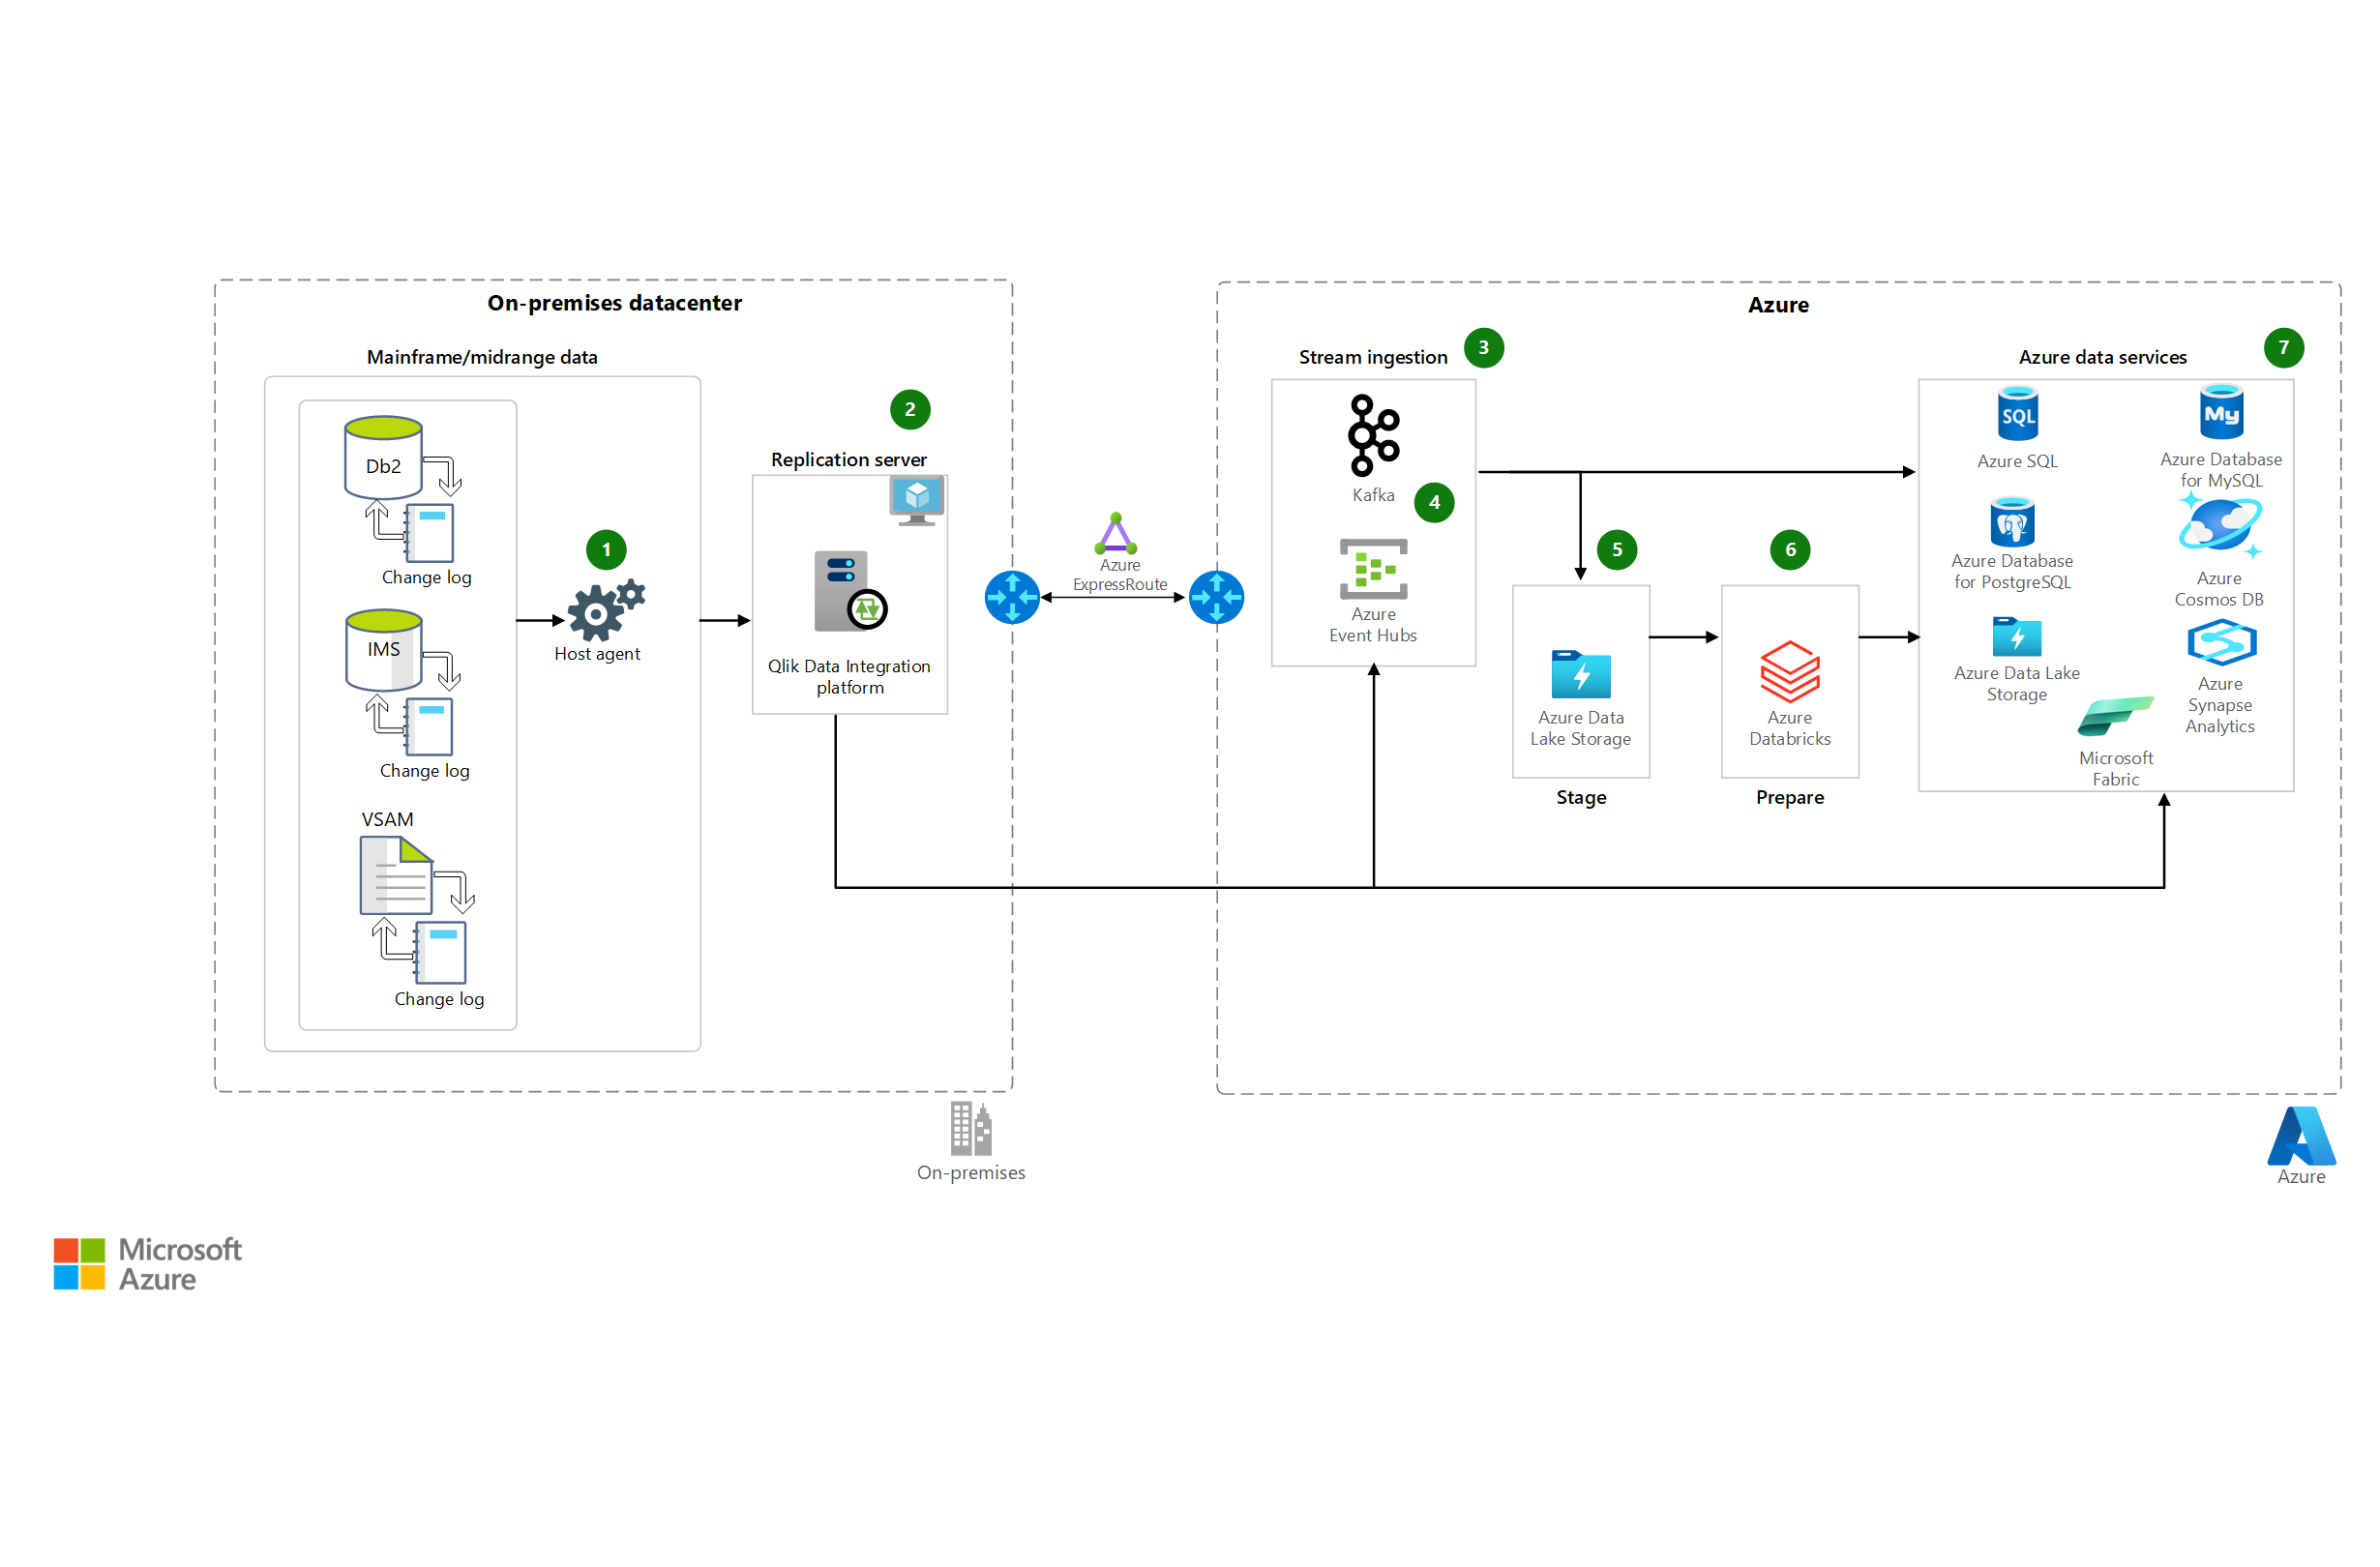 On-premises datacenter
Mainframe/midrange data
Db2
Change log
IMS
Change log
VSAM
Change log
1
Host agent
2
Replication server
Qlik Data Integration
platform
Azure
ExpressRoute
Azure
Stream ingestion
3
Kafka
4
Azure
Event Hubs
5
Azure Data
Lake Storage
Stage
6
Azure
Databricks
Prepare
Azure data services
7
SQL
Azure SQL
My
Azure Database
for MySQL
Azure Database
for PostgreSQL
Azure
Cosmos DB
Azure Data Lake
Storage
Azure
Synapse
Analytics
Microsoft
Fabric
On-premises
Azure
Microsoft
Azure